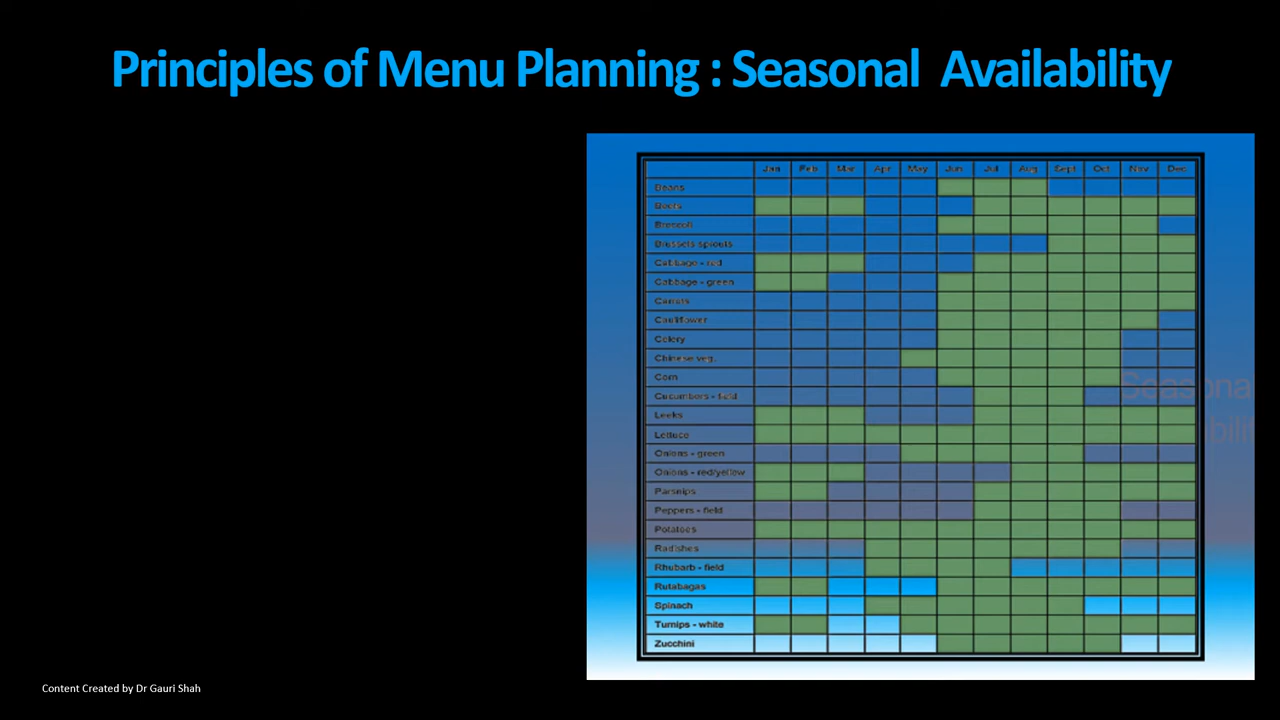 Principles of Menu Planning : Seasonal Availability
Jan Feb Mar Apr May Jun Jul Aug Sept Oct Nov Dec
Beans
Beets
Broccoli
Brussels sprouts
Cabbage - red
Cabbage - green
Carrots
Cauliflower
Celery
Chinese veg.
Corn
Cucumbers - field
Leeks
Lettuce
Onions - green
Onions - red/yellow
Parsnips
Peppers - field
Potatoes
Radishes
Rhubarb - field
Rutabagas
Spinach
Turnips - white
Zucchini
Seasona
bilit
Content Created by Dr Gauri Shah